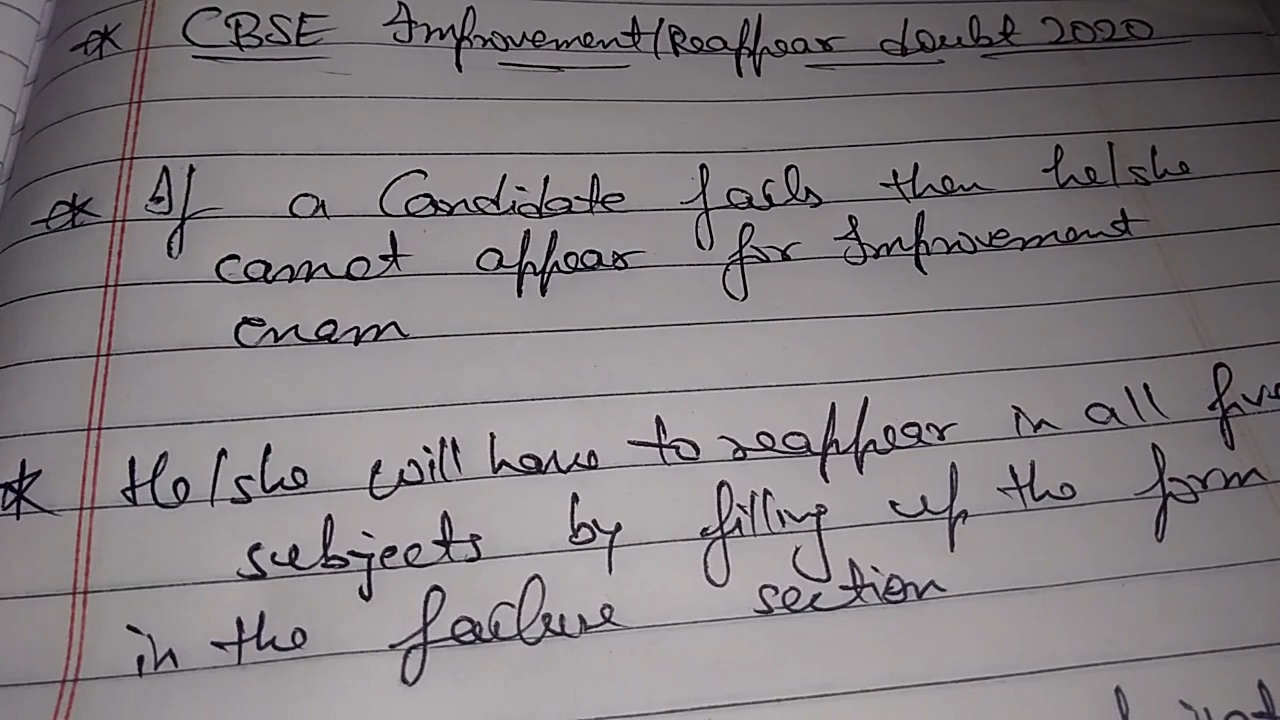 * CBSE Improvement/Reappear doubt 2020
* If a Candidate fails then he/she
cannot appear for Improvement
exam
* He/she will have to reappear in all five
subjects by filling up the form
in the failure section